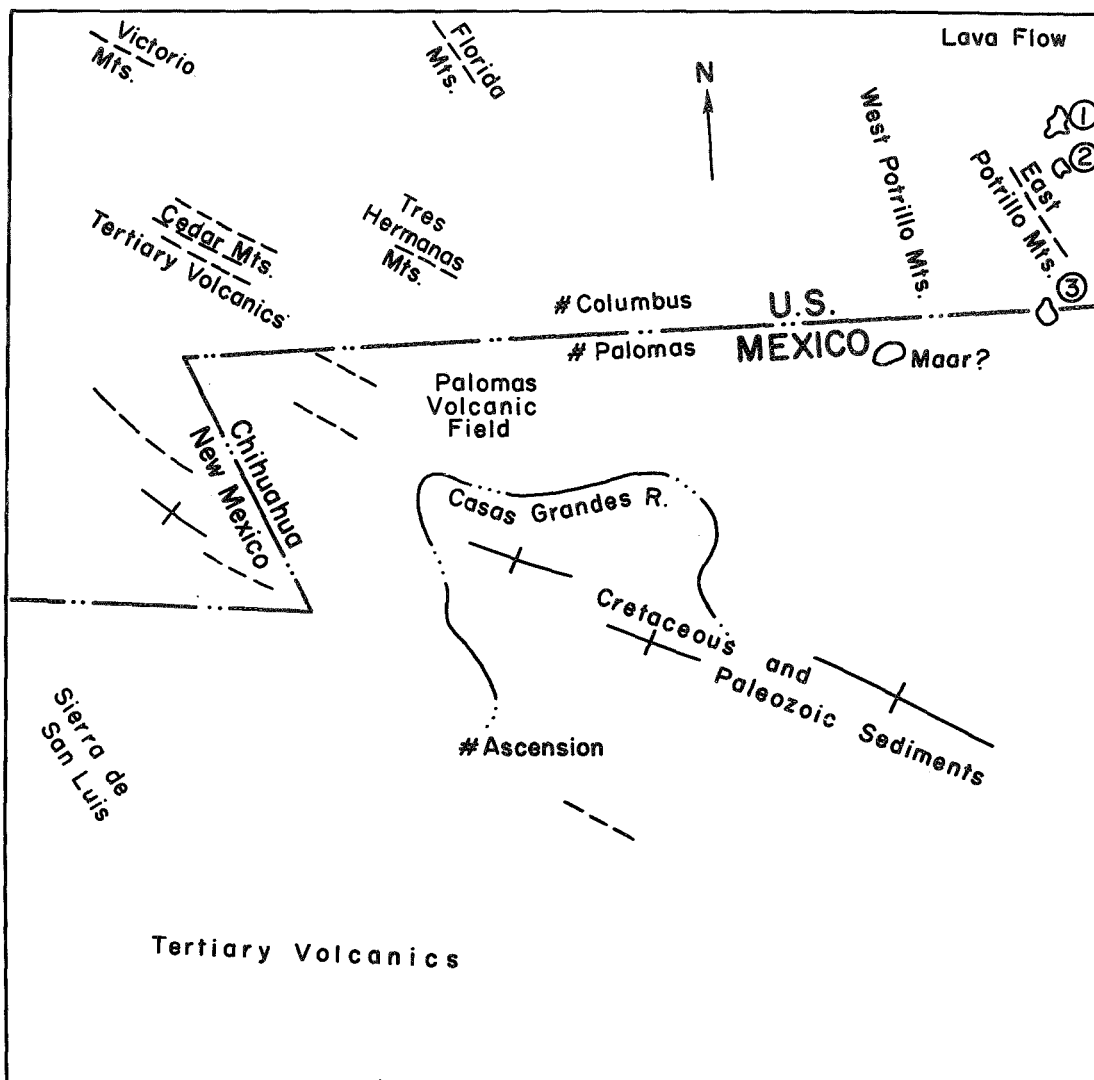 Victorio
Mts.
Florida
Mts.
Lava Flow
N
West Potrillo Mts.
East
Potrillo Mts.
①
②
③
Cedar Mts.
Tertiary Volcanics
Tres
Hermanas
Mts.
# Columbus
U.S.
# Palomas
MEXICO
Maar?
Palomas
Volcanic
Field
Chihuahua
New Mexico
Casas Grandes R.
Cretaceous and
Paleozoic Sediments
Sierra de
San Luis
# Ascension
Tertiary Volcanics